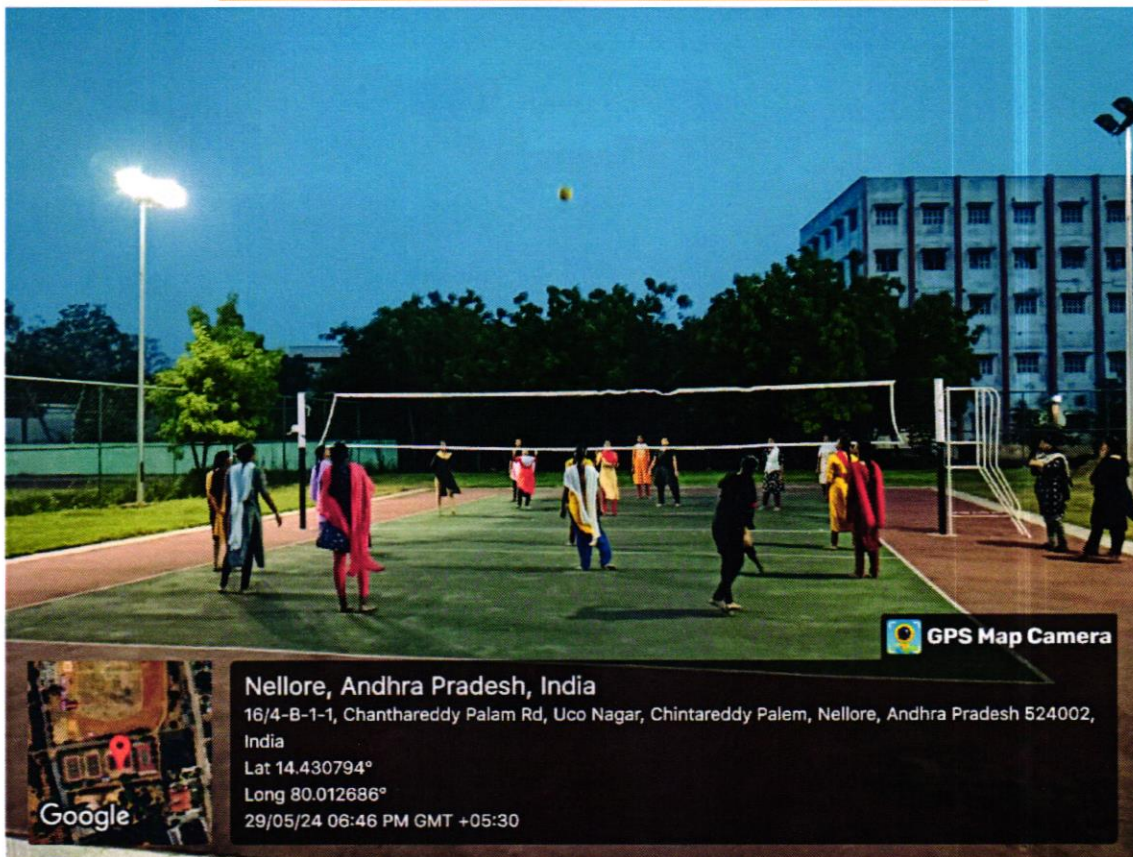 GPS Map Camera
Nellore, Andhra Pradesh, India
16/4-B-1-1, Chanthareddy Palam Rd, Uco Nagar, Chintareddy Palem, Nellore, Andhra Pradesh 524002,
India
Lat 14.430794°
Long 80.012686°
29/05/24 06:46 PM GMT +05:30
Google